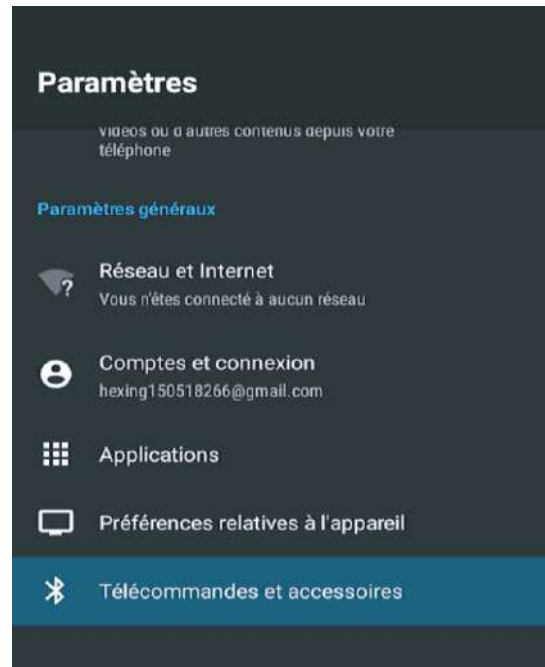 Paramètres
vidéos ou d'autres contenus depuis votre
téléphone
Paramètres généraux
?
Réseau et Internet
Vous n'êtes connecté à aucun réseau
Comptes et connexion
hexing150518266@gmail.com
Applications
Préférences relatives à l'appareil
Télécommandes et accessoires